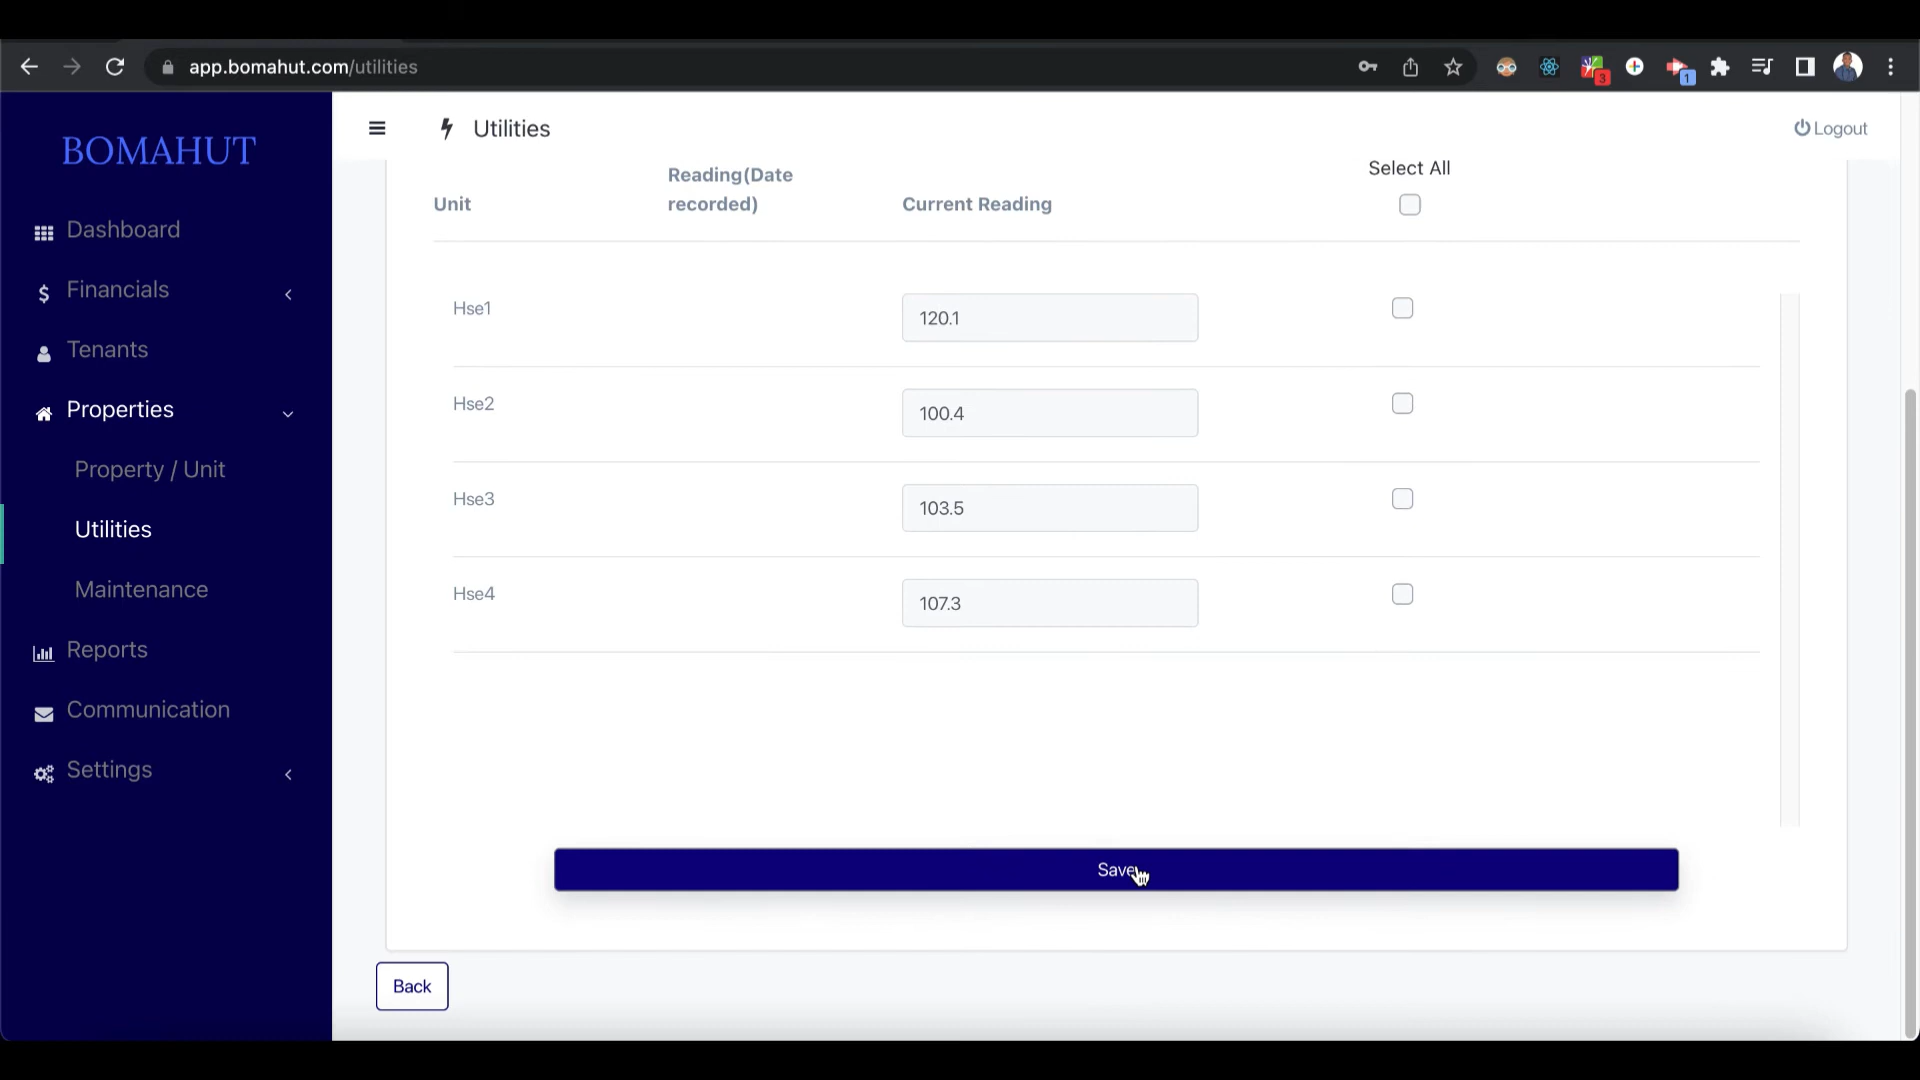 app.bomahut.com/utilities
3
1
BOMAHUT
Utilities
Logout
Dashboard
Financials
Tenants
Properties
Property / Unit
Utilities
Maintenance
Reports
Communication
Settings
Unit
Reading(Date
recorded)
Current Reading
Select All
Hse1
120.1
Hse2
100.4
Hse3
103.5
Hse4
107.3
Save
Back